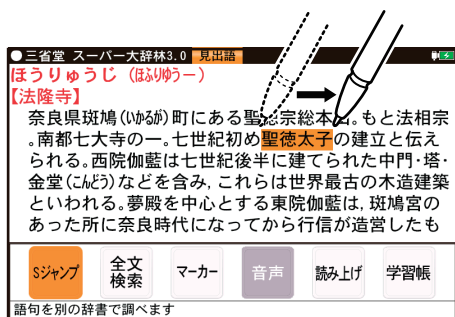 ●三省堂 スーパー大辞林3.0 見出語
ほうりゅうじ（ほふりゆうー）
【法隆寺】
奈良県斑鳩(いかるが)町にある聖徳宗総本山。もと法相宗
。南都七大寺の一。七世紀初め聖徳太子の建立と伝え
られる。西院伽藍は七世紀後半に建てられた中門･塔･
金堂(こんどう)などを含み, これらは世界最古の木造建築
といわれる。夢殿を中心とする東院伽藍は, 斑鳩宮の
あった所に奈良時代になってから行信が造営したも
Sジャンプ 全文検索 マーカー 音声 読み上げ 学習帳
語句を別の辞書で調べます